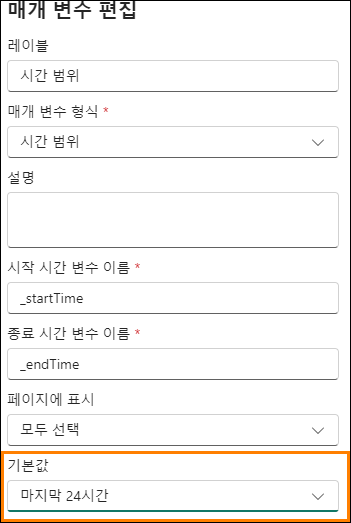 매개 변수 편집
레이블
시간 범위
매개 변수 형식 *
시간 범위
설명
시작 시간 변수 이름 *
_startTime
종료 시간 변수 이름 *
_endTime
페이지에 표시
모두 선택
기본값
마지막 24시간